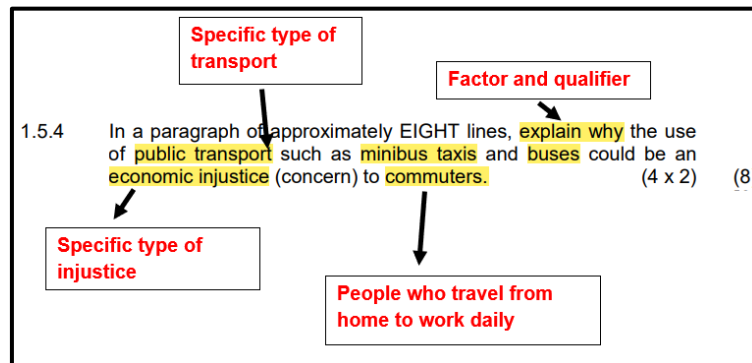 Specific type of
transport
Factor and qualifier
1.5.4 In a paragraph of approximately EIGHT lines, explain why the use
of public transport such as minibus taxis and buses could be an
economic injustice (concern) to commuters. (4 x 2) (8
Specific type of
injustice
People who travel from
home to work daily